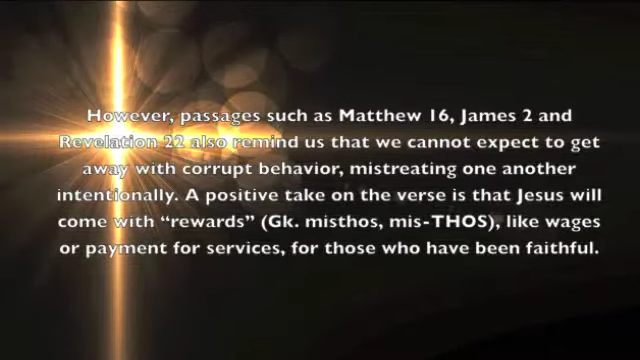 However, passages such as Matthew 16, James 2 and
Revelation 22 also remind us that we cannot expect to get
away with corrupt behavior, mistreating one another
intentionally. A positive take on the verse is that Jesus will
come with “rewards” (Gk. misthos, mis-THOS), like wages
or payment for services, for those who have been faithful.